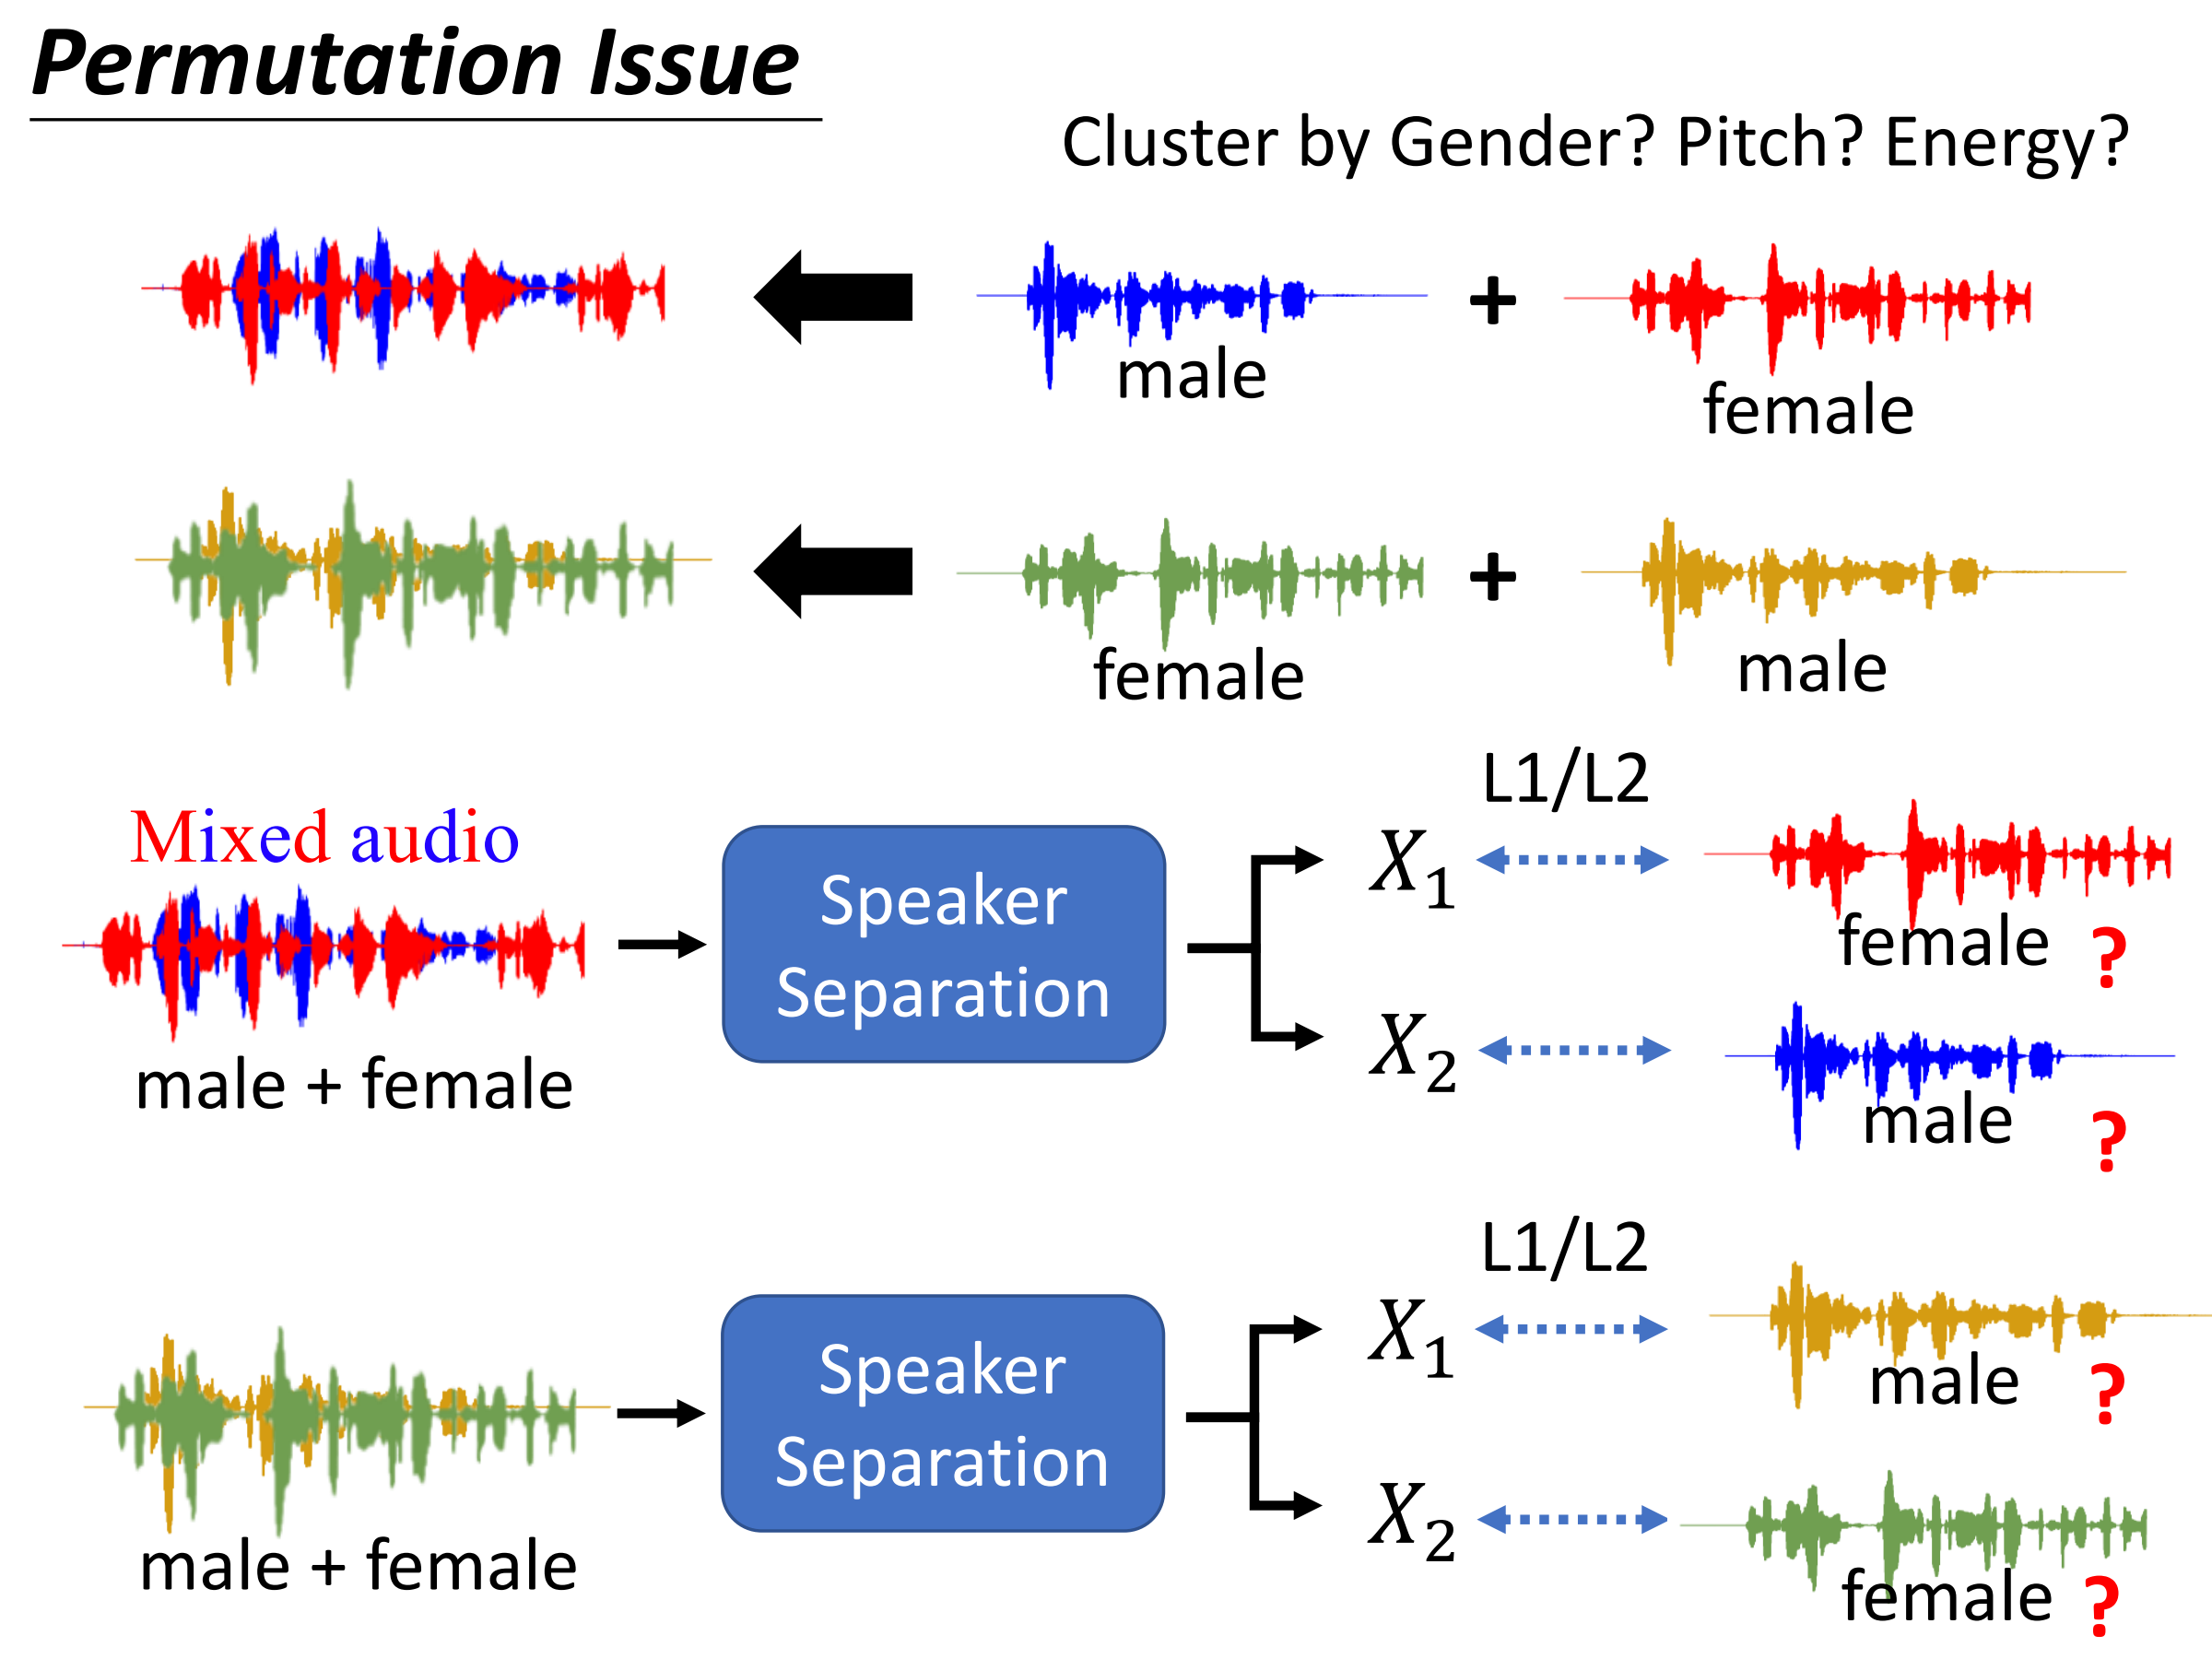 Permutation Issue
Cluster by Gender? Pitch? Energy?
+
male
female
+
female
male
L1/L2
Mixed audio
Speaker
Separation
X₁
female ?
X₂
male + female
male ?
L1/L2
Speaker
Separation
X₁
male ?
X₂
male + female
female ?